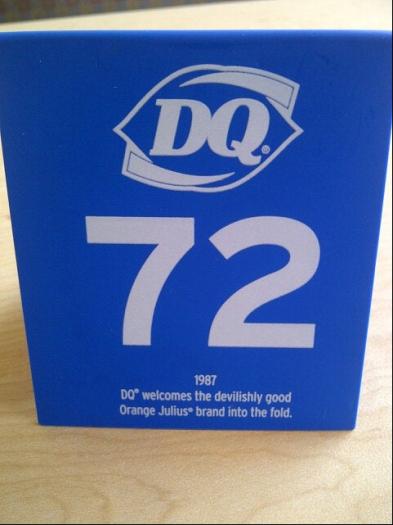 DQ®
72
1987
DQ® welcomes the devilishly good
Orange Julius® brand into the fold.